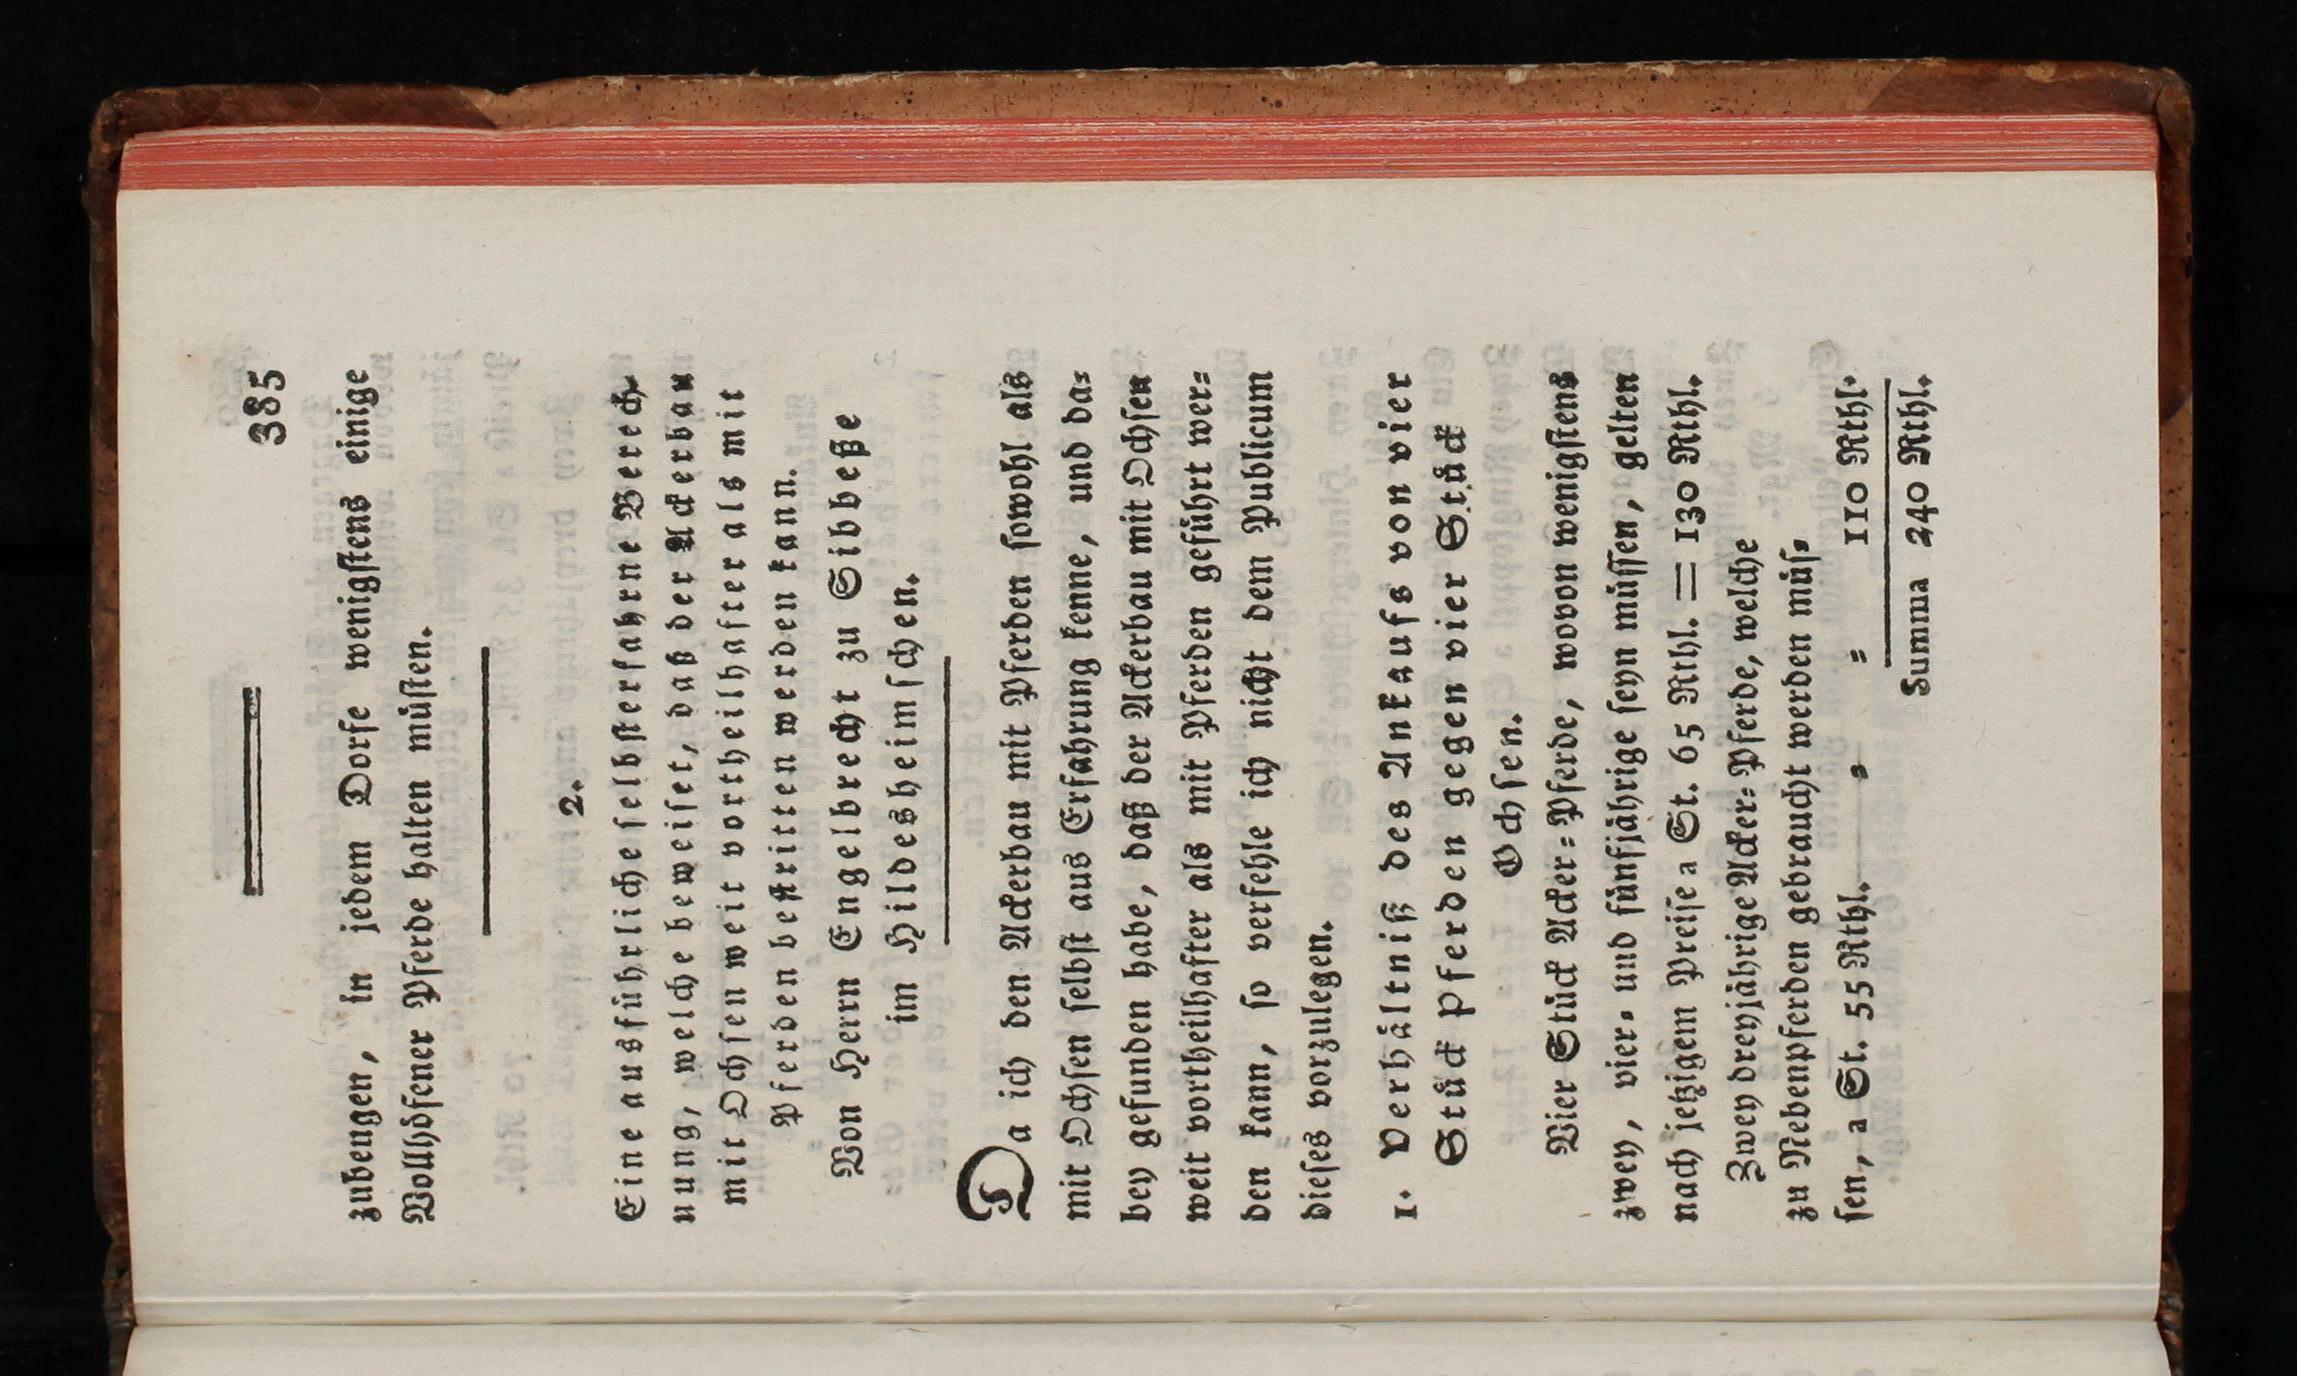 385
zubeugen, in jedem Dorfe wenigstens einige
Vollhöfener Pferde halten müsten.
2.
Eine ausführliche selbsterfahrne Berech-
nung, welche beweiset, daß der Ackerbau
mit Ochsen weit vortheilhafter als mit
Pferden bestritten werden kann.
Von Herrn Engelbrecht zu Sibbeße
im Hildesheimschen.
Da ich den Ackerbau mit Pferden sowohl als
mit Ochsen selbst aus Erfahrung kenne, und da-
bey gefunden habe, daß der Ackerbau mit Ochsen
weit vortheilhafter als mit Pferden geführt wer-
den kann, so verfehle ich nicht dem Publicum
dieses vorzulegen.
1. Verhältniß des Ankaufs von vier
Stück Pferden gegen vier Stück
Ochsen.
Vier Stück Acker-Pferde, wovon wenigstens
zwey, vier- und fünfjährige seyn müssen, gelten
nach jetzigem Preise a St. 65 Rthl. = 130 Rthl.
Zwey dreyjährige Acker-Pferde, welche
zu Nebenpferden gebraucht werden müs-
sen, a St. 55 Rthl. = = 110 Rthl.
Summa 240 Rthl.